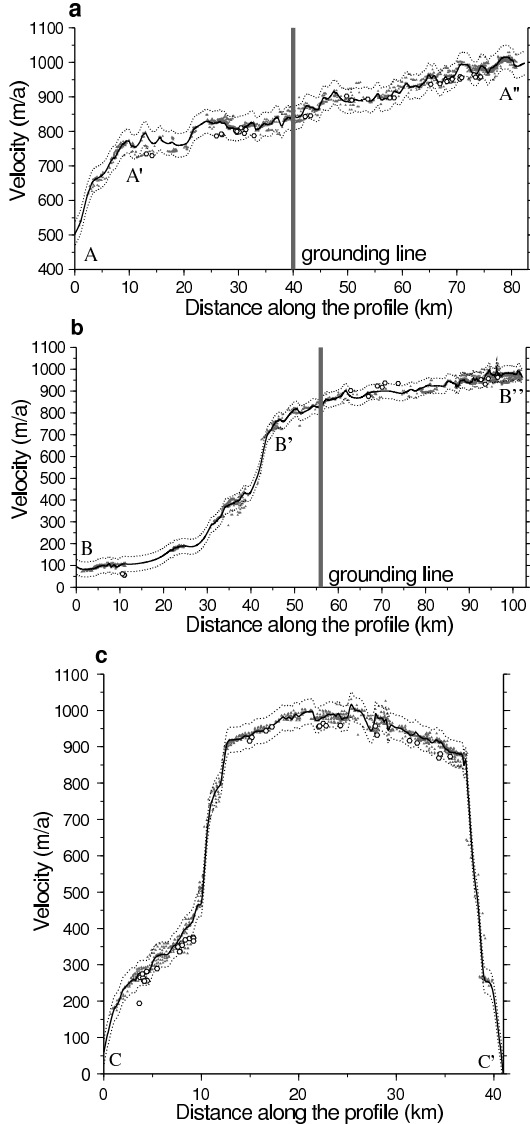 a
1100
1000
900
800
700
600
500
400
Velocity (m/a)
A
A'
A''
grounding line
0 10 20 30 40 50 60 70 80
Distance along the profile (km)
b
1100
1000
900
800
700
600
500
400
300
200
100
0
Velocity (m/a)
B
B'
B''
grounding line
0 10 20 30 40 50 60 70 80 90 100
Distance along the profile (km)
c
1100
1000
900
800
700
600
500
400
300
200
100
0
Velocity (m/a)
C
C'
0 10 20 30 40
Distance along the profile (km)